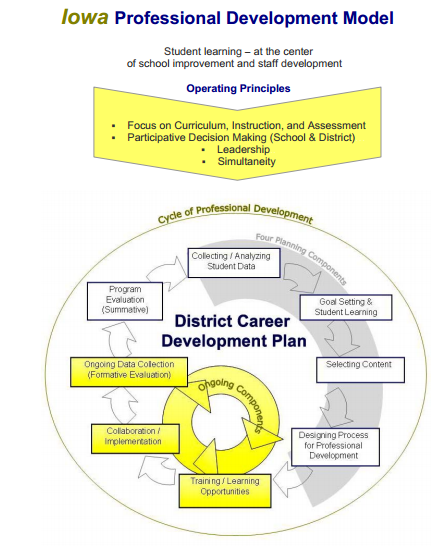 Iowa Professional Development Model
Student learning – at the center
of school improvement and staff development
Operating Principles
▪ Focus on Curriculum, Instruction, and Assessment
▪ Participative Decision Making (School & District)
▪ Leadership
▪ Simultaneity
Cycle of Professional Development
Four Planning Components
Collecting / Analyzing
Student Data
Program
Evaluation
(Summative)
Goal Setting &
Student Learning
District Career
Development Plan
Ongoing Data Collection
(Formative Evaluation)
Selecting Content
Ongoing Components
Collaboration /
Implementation
Designing Process
for Professional
Development
Training / Learning
Opportunities